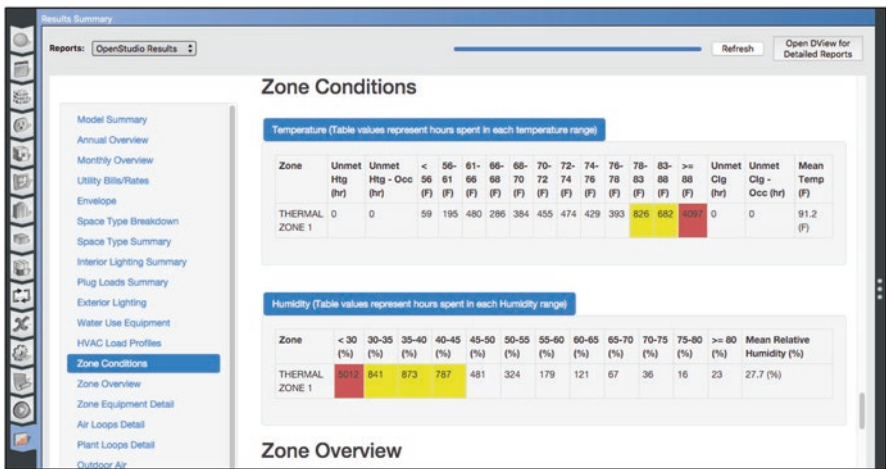 Results Summary
Reports: OpenStudio Results
Refresh
Open DView for
Detailed Reports
Model Summary
Annual Overview
Monthly Overview
Utility Bills/Rates
Envelope
Space Type Breakdown
Space Type Summary
Interior Lighting Summary
Plug Loads Summary
Exterior Lighting
Water Use Equipment
HVAC Load Profiles
Zone Conditions
Zone Overview
Zone Equipment Detail
Air Loops Detail
Plant Loops Detail
Outdoor Air
Zone Conditions
Temperature (Table values represent hours spent in each temperature range)
Zone Unmet Unmet < 56- 61- 66- 68- 70- 72- 74- 76- 78- 83- >= Unmet Unmet Mean
Htg Htg - Occ 56 61 66 68 70 72 74 76 78 83 88 88 Clg Clg - Temp
(hr) (hr) (F) (F) (F) (F) (F) (F) (F) (F) (F) (F) (F) (F) (hr) Occ (hr) (F)
THERMAL 0 0 59 195 480 286 384 455 474 429 393 826 682 4097 0 0 91.2
ZONE 1 (F)
Humidity (Table values represent hours spent in each Humidity range)
Zone < 30 30-35 35-40 40-45 45-50 50-55 55-60 60-65 65-70 70-75 75-80 >= 80 Mean Relative
(%) (%) (%) (%) (%) (%) (%) (%) (%) (%) (%) (%) Humidity (%)
THERMAL 5012 841 873 787 481 324 179 121 67 36 16 23 27.7 (%)
ZONE 1
Zone Overview